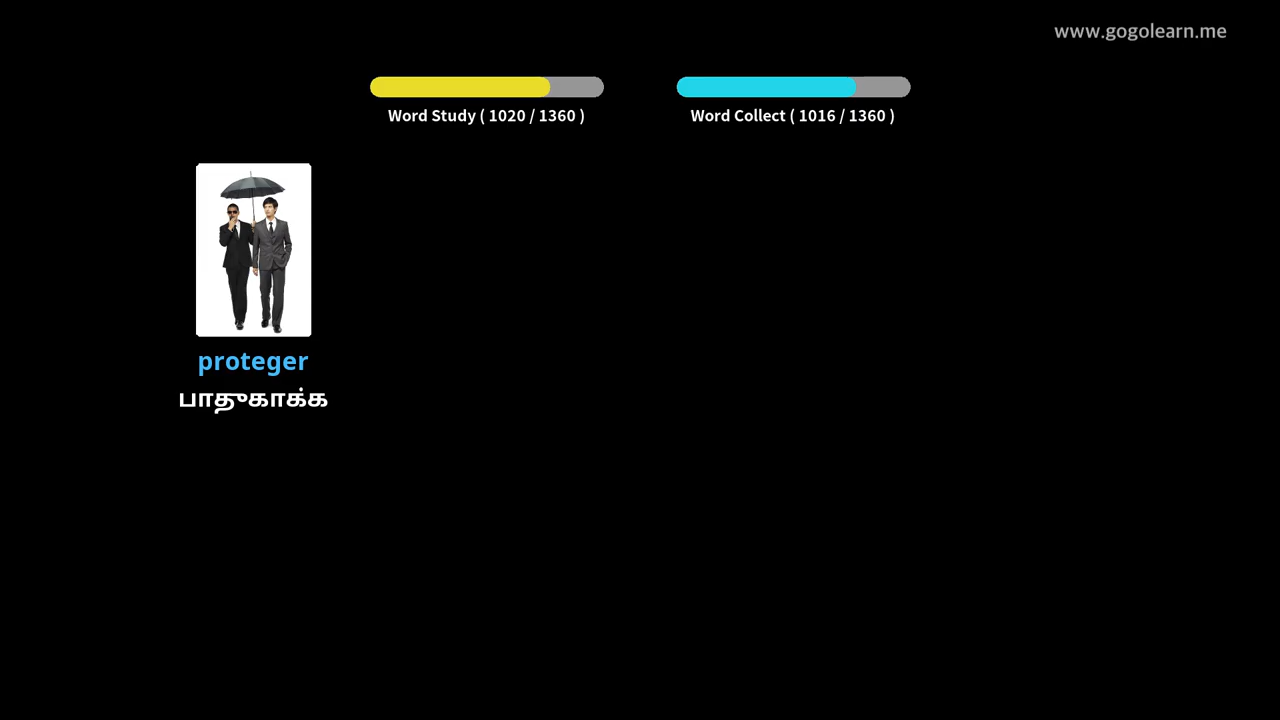 www.gogolearn.me
Word Study ( 1020 / 1360 )
Word Collect ( 1016 / 1360 )
proteger
பாதுகாக்க